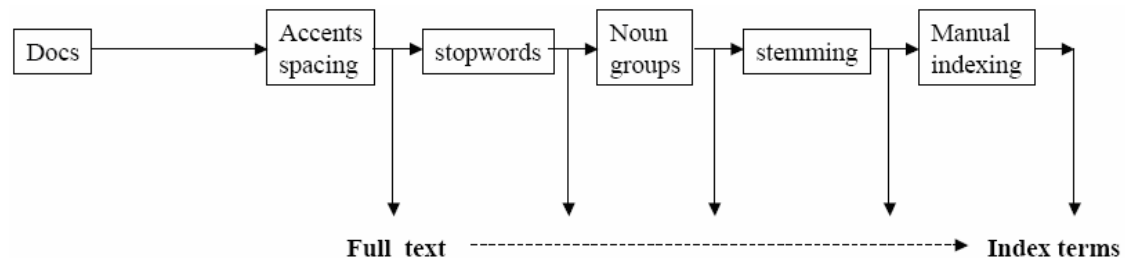 Docs
Accents
spacing
stopwords
Noun
groups
stemming
Manual
indexing
Full text
Index terms